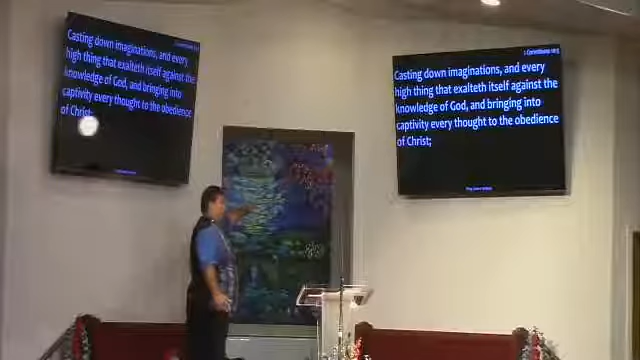 Casting down imaginations, and every
high thing that exalteth itself against the
knowledge of God, and bringing into
captivity every thought to the obedience
of Christ;
Casting down imaginations, and every
high thing that exalteth itself against the
knowledge of God, and bringing into
captivity every thought to the obedience
of Christ;